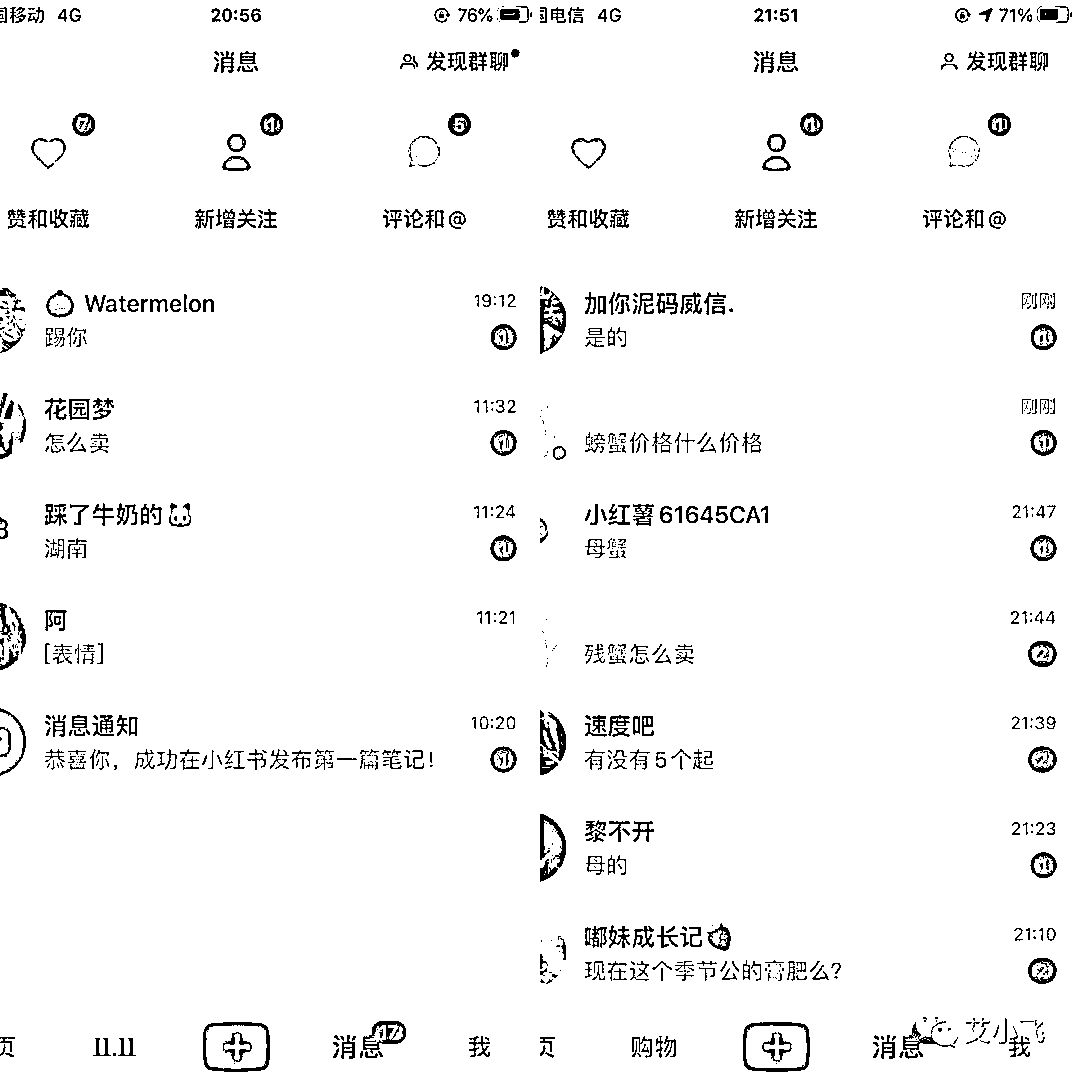 国移动 4G 20:56 76%
消息 发现群聊
7 1 5
赞和收藏 新增关注 评论和@
Watermelon 19:12
踢你 1
花园梦 11:32
怎么卖 1
踩了牛奶的 11:24
湖南 1
阿 11:21
[表情]
消息通知 10:20
恭喜你，成功在小红书发布第一篇笔记！ 1
页 11.11 消息 17 我
国电信 4G 21:51 71%
消息 发现群聊
1 1
赞和收藏 新增关注 评论和@
加你泥码威信. 刚刚
是的 1
刚刚
螃蟹价格什么价格 1
小红薯61645CA1 21:47
母蟹 1
21:44
残蟹怎么卖 2
速度吧 21:39
有没有5个起 2
黎不开 21:23
母的 1
嘟妹成长记 21:10
现在这个季节公的膏肥么？ 2
页 购物 消息 我
艾小飞